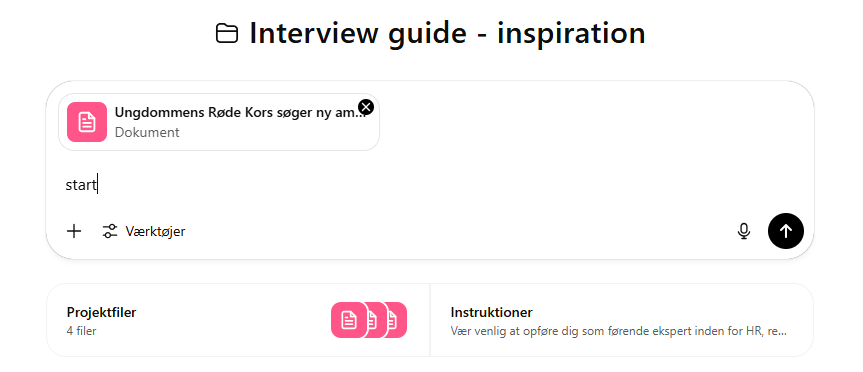 Interview guide - inspiration
Ungdommens Røde Kors søger ny am...
Dokument
start
Værktøjer
Projektfiler
4 filer
Instruktioner
Vær venlig at opføre dig som førende ekspert inden for HR, re...